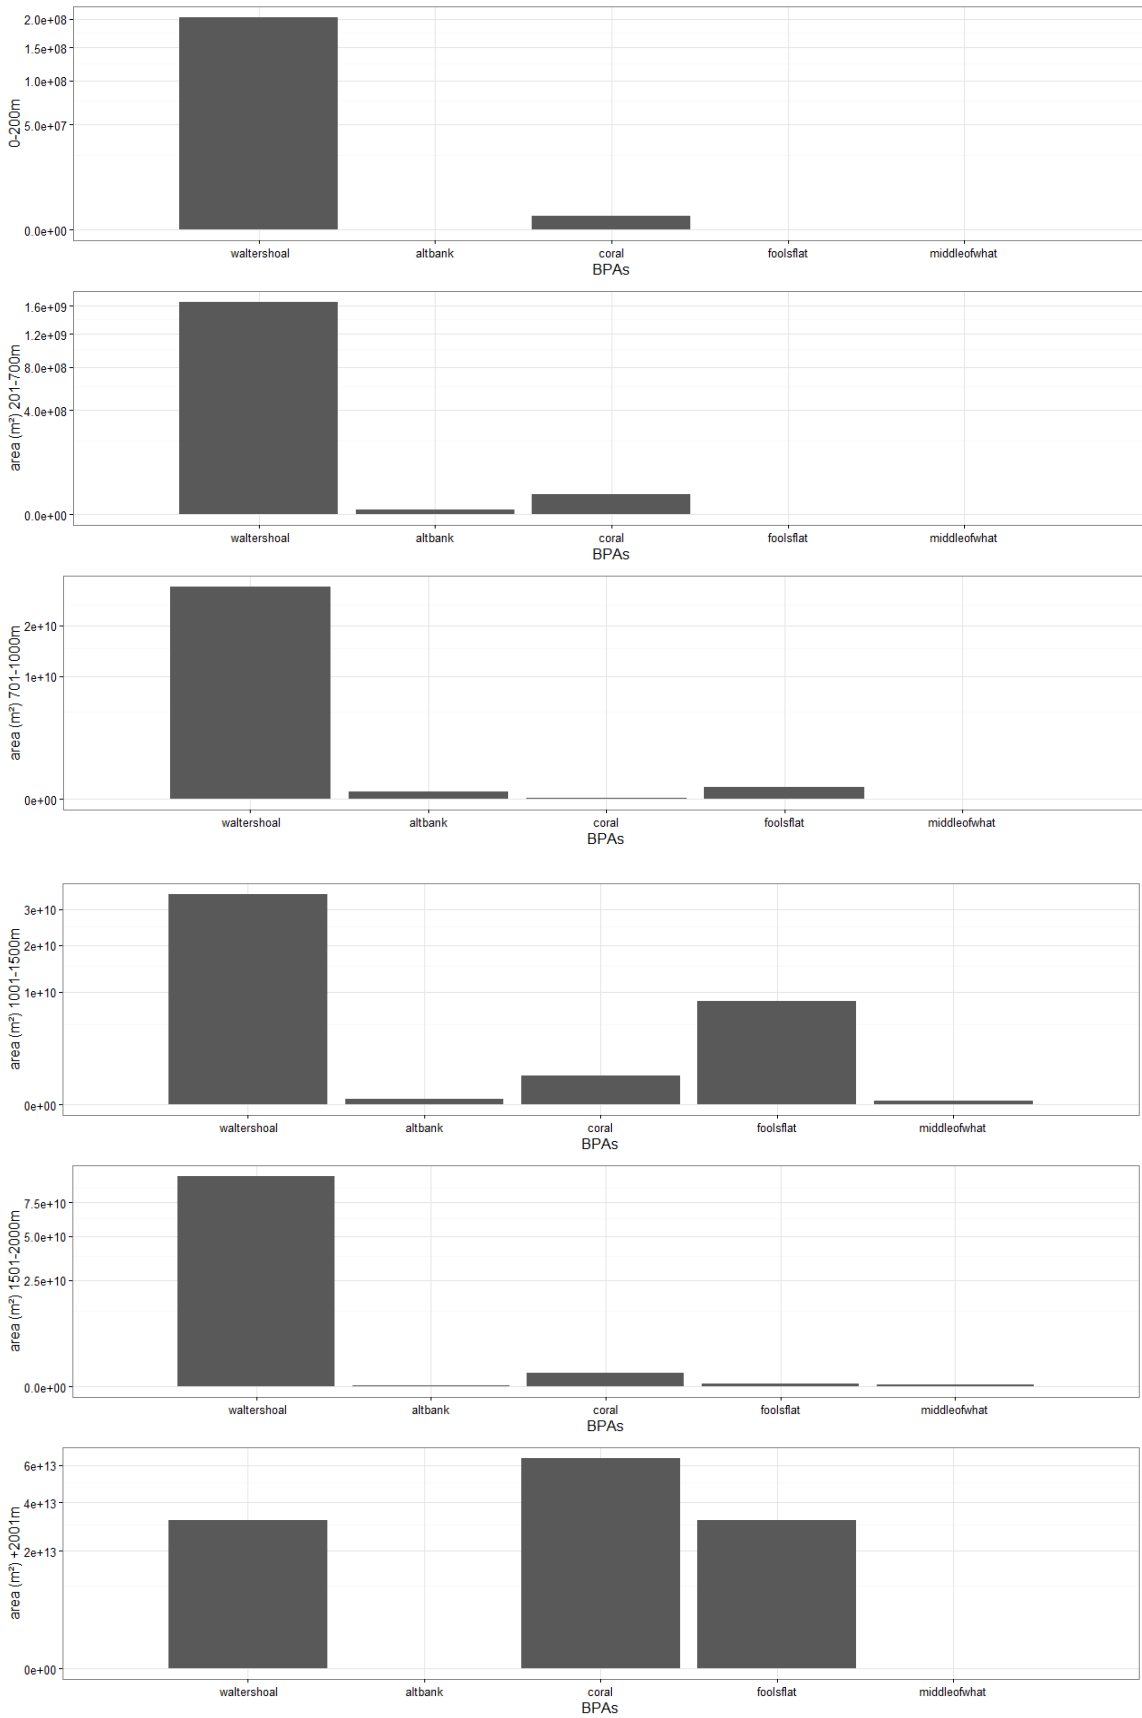 0-200m
2.0e+08
1.5e+08
1.0e+08
5.0e+07
0.0e+00
waltershoal altbank coral foolsflat middleofwhat
BPAs
area (m²) 201-700m
1.6e+09
1.2e+09
8.0e+08
4.0e+08
0.0e+00
waltershoal altbank coral foolsflat middleofwhat
BPAs
area (m²) 701-1000m
2e+10
1e+10
0e+00
waltershoal altbank coral foolsflat middleofwhat
BPAs
area (m²) 1001-1500m
3e+10
2e+10
1e+10
0e+00
waltershoal altbank coral foolsflat middleofwhat
BPAs
area (m²) 1501-2000m
7.5e+10
5.0e+10
2.5e+10
0.0e+00
waltershoal altbank coral foolsflat middleofwhat
BPAs
area (m²) +2001m
6e+13
4e+13
2e+13
0e+00
waltershoal altbank coral foolsflat middleofwhat
BPAs